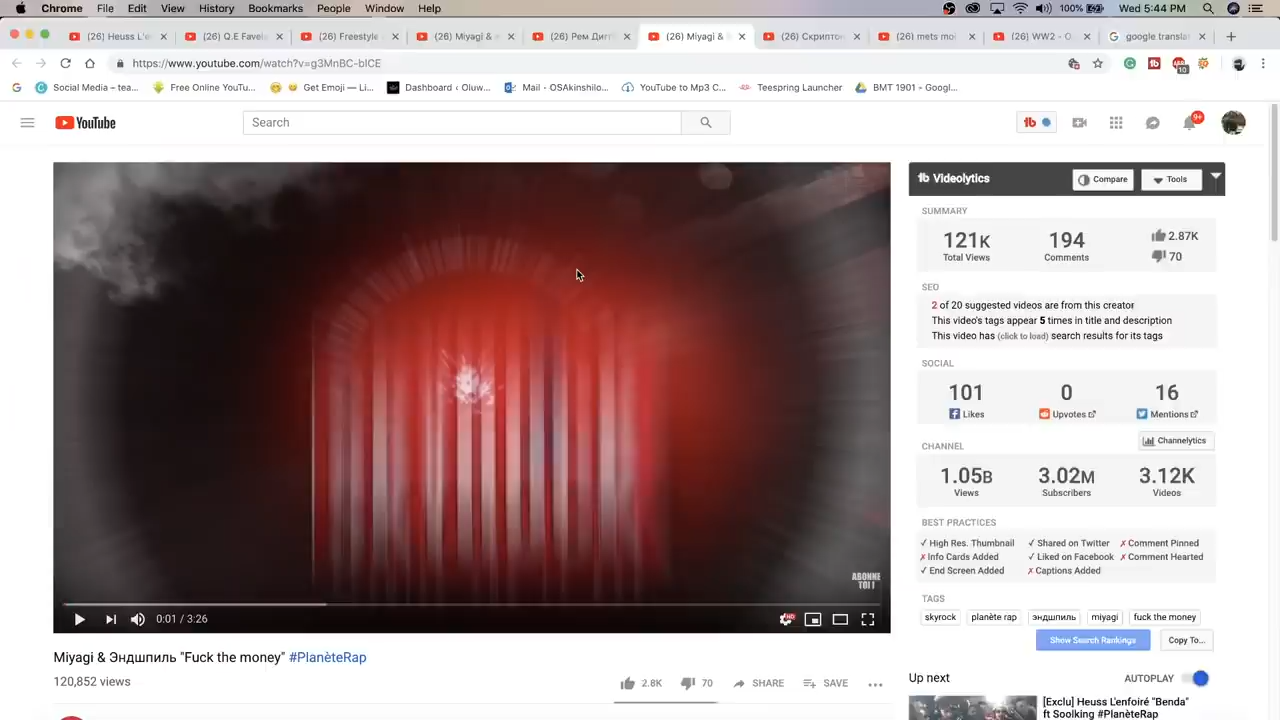 Chrome File Edit View History Bookmarks People Window Help 100% Wed 5:44 PM
(26) Heuss L'e (26) Q.E Favel (26) Freestyle (26) Miyagi & (26) Рем Дигг (26) Miyagi & (26) Скриптон (26) mets mo (26) WW2 - O google transla
https://www.youtube.com/watch?v=g3MnBC-bICE 10
Social Media – tea... Free Online YouTu... Get Emoji — Li... Dashboard ‹ Oluw... Mail - OSAkinshilo... YouTube to Mp3 C... Teespring Launcher BMT 1901 - Googl...
YouTube Search tb 9+
tb Videolytics Compare Tools
SUMMARY
121K 194 2.87K
Total Views Comments 70
SEO
2 of 20 suggested videos are from this creator
This video's tags appear 5 times in title and description
This video has (click to load) search results for its tags
SOCIAL
101 0 16
Likes Upvotes Mentions
CHANNEL Channelytics
1.05B 3.02M 3.12K
Views Subscribers Videos
BEST PRACTICES
✓ High Res. Thumbnail ✓ Shared on Twitter ✗ Comment Pinned
✗ Info Cards Added ✓ Liked on Facebook ✗ Comment Hearted
✓ End Screen Added ✗ Captions Added
ABONNE
TOI !
TAGS
skyrock planète rap эндшпиль miyagi fuck the money
0:01 / 3:26 HD
Show Search Rankings Copy To...
Miyagi & Эндшпиль "Fuck the money" #PlanèteRap
120,852 views
2.8K 70 SHARE SAVE
Up next AUTOPLAY
[Exclu] Heuss L'enfoiré "Benda"
ft Soolking #PlanèteRap